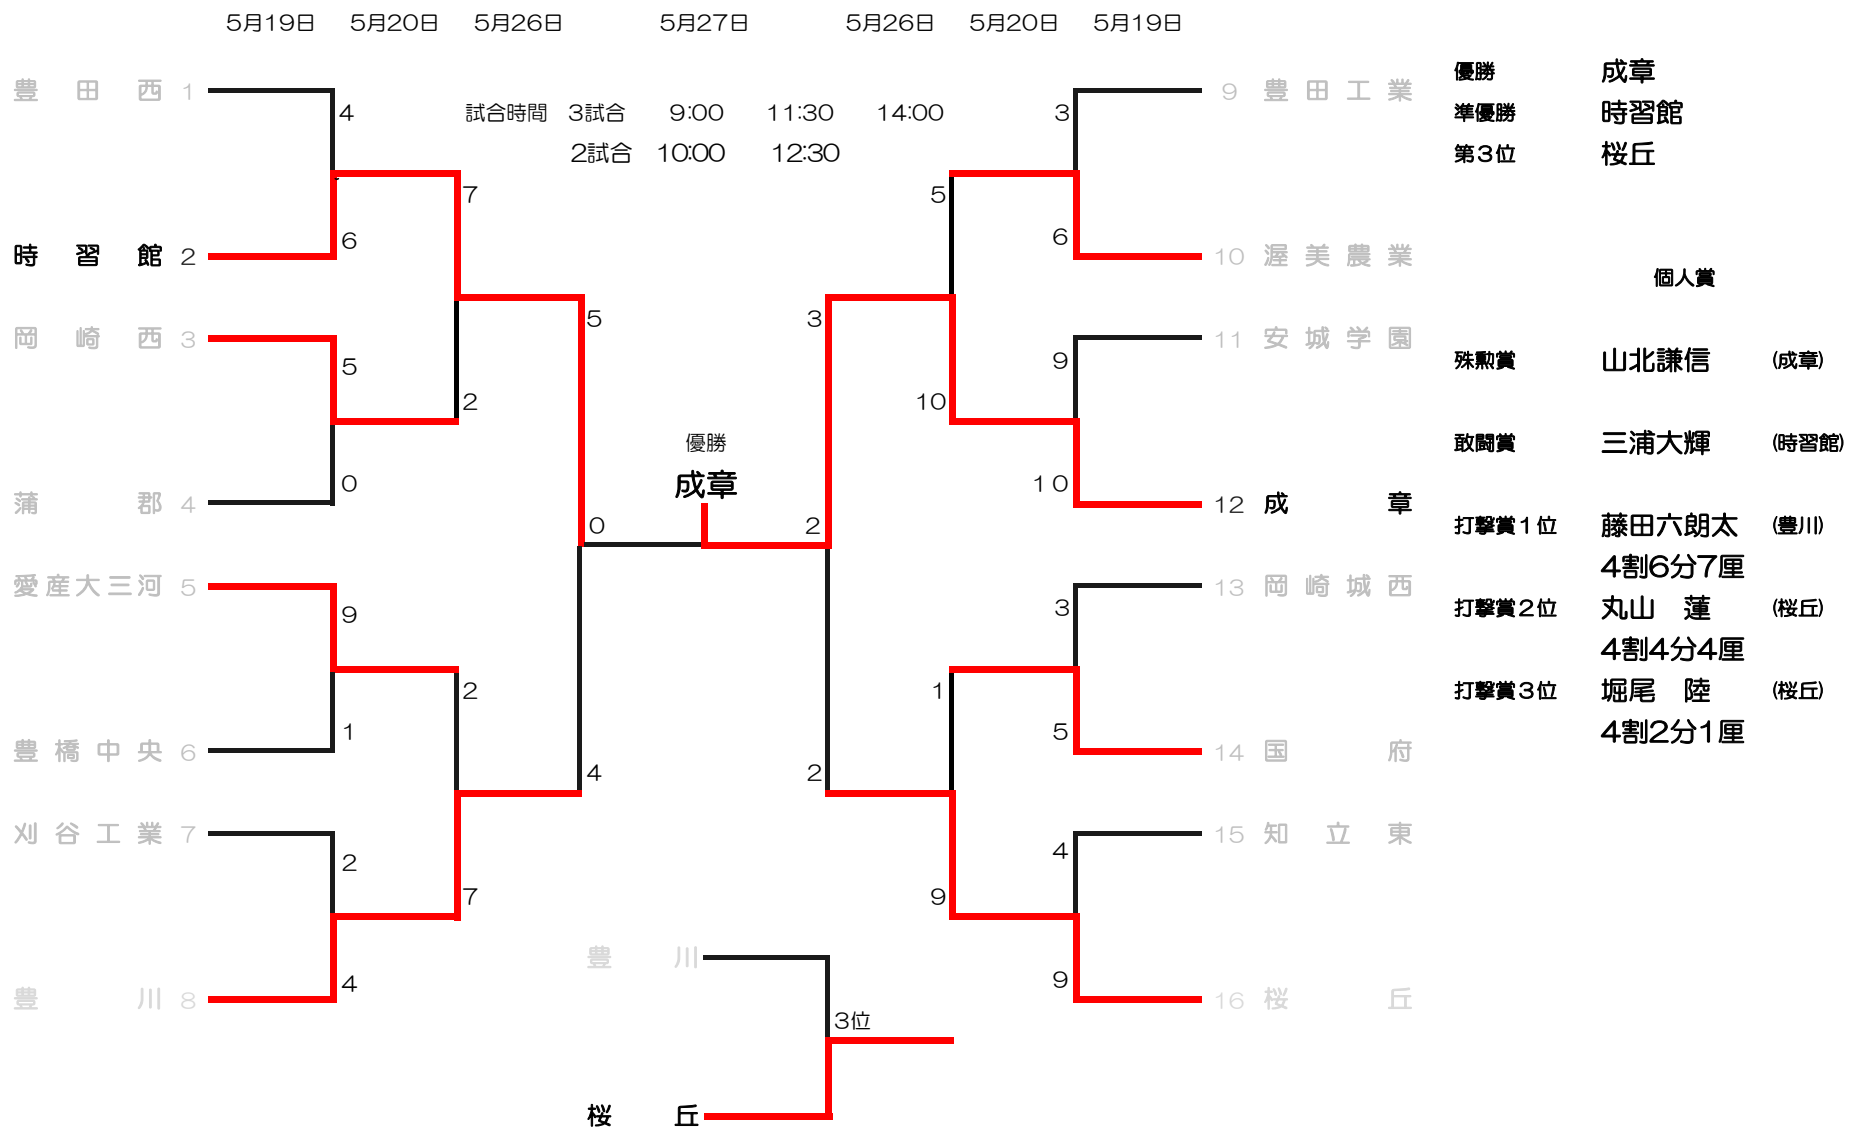 5月19日 5月20日 5月26日 5月27日 5月26日 5月20日 5月19日
優勝 成章
豊田西 1 9 豊田工業
4 試合時間 3試合 9:00 11:30 14:00 3 準優勝 時習館
2試合 10:00 12:30 第3位 桜丘
7 5
6 6
時習館 2 10 渥美農業
個人賞
5 3
岡崎西 3 11 安城学園
5 9 殊勲賞 山北謙信 (成章)
2 10
優勝 敢闘賞 三浦大輝 (時習館)
0 成章 10
蒲郡 4 12 成章
0 2 打撃賞1位 藤田六朗太 (豊川)
4割6分7厘
愛産大三河 5 13 岡崎城西
9 3 打撃賞2位 丸山 蓮 (桜丘)
4割4分4厘
2 1 打撃賞3位 堀尾 陸 (桜丘)
1 5 4割2分1厘
豊橋中央 6 14 国府
4 2
刈谷工業 7 15 知立東
2 4
7 9
豊川
4 9
豊川 8 16 桜丘
3位
桜丘